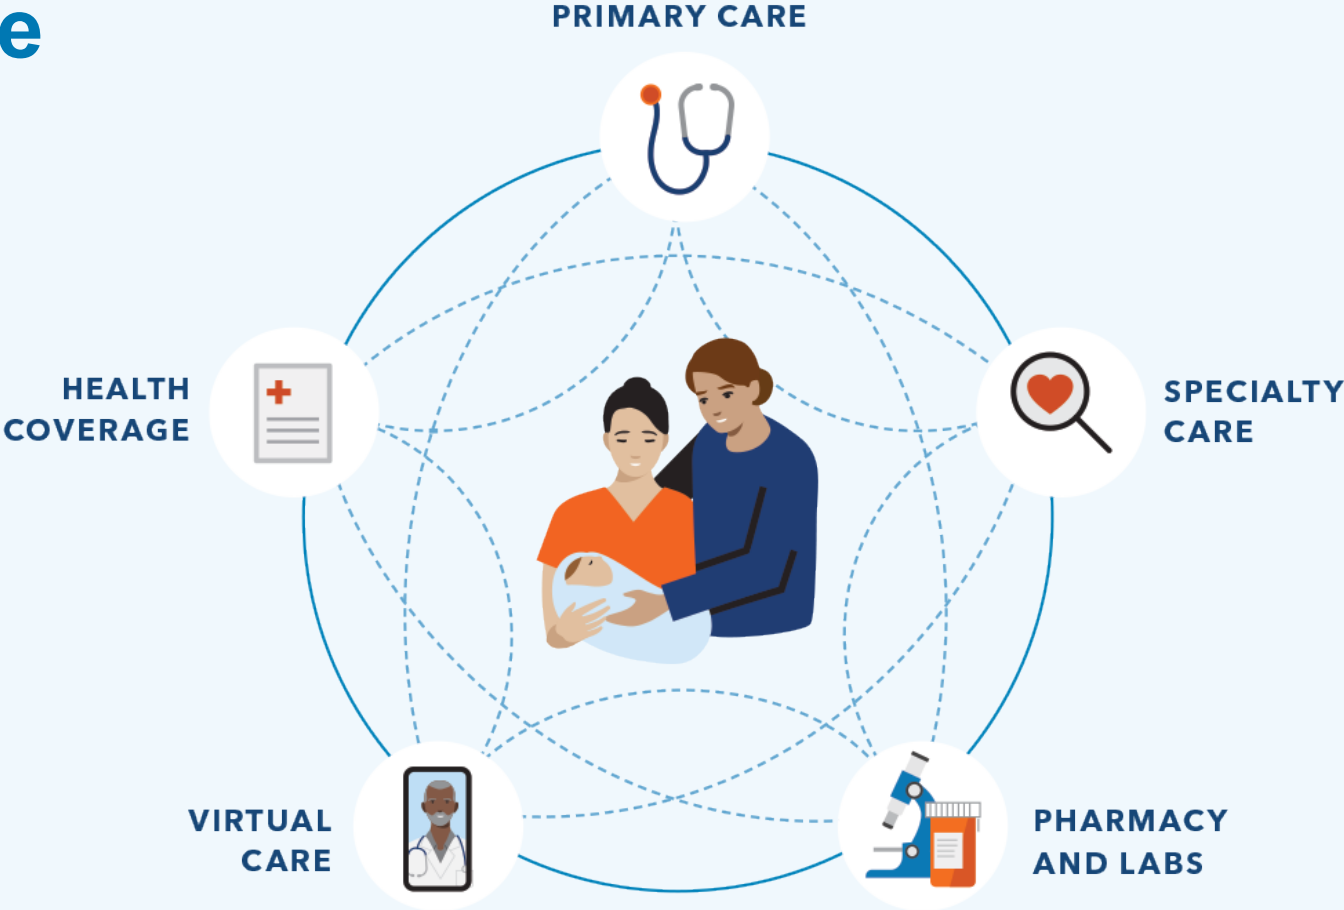 e
PRIMARY CARE
HEALTH
COVERAGE
SPECIALTY
CARE
VIRTUAL
CARE
PHARMACY
AND LABS